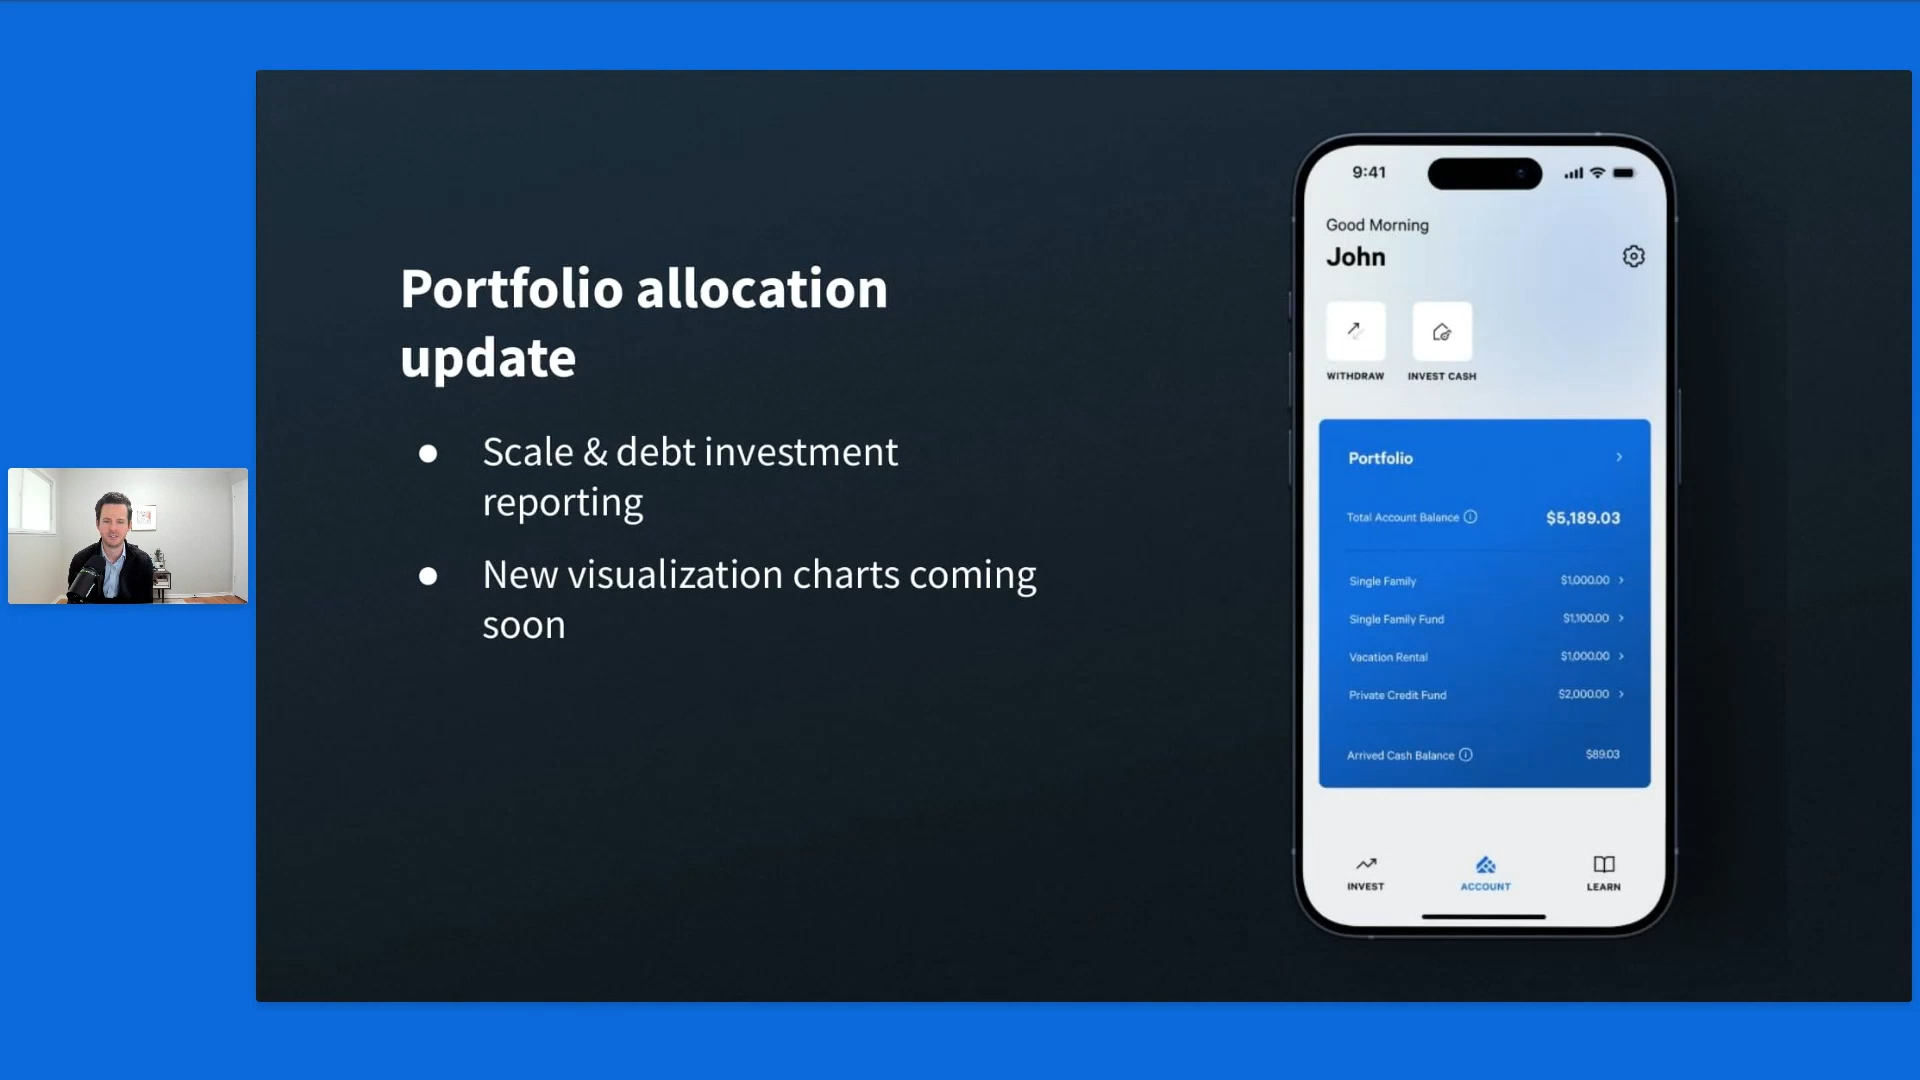 Portfolio allocation
update
● Scale & debt investment
reporting
● New visualization charts coming
soon
9:41
Good Morning
John
WITHDRAW INVEST CASH
Portfolio
Total Account Balance $5,189.03
Single Family $1,000.00
Single Family Fund $1,100.00
Vacation Rental $1,000.00
Private Credit Fund $2,000.00
Arrived Cash Balance $89.03
INVEST ACCOUNT LEARN